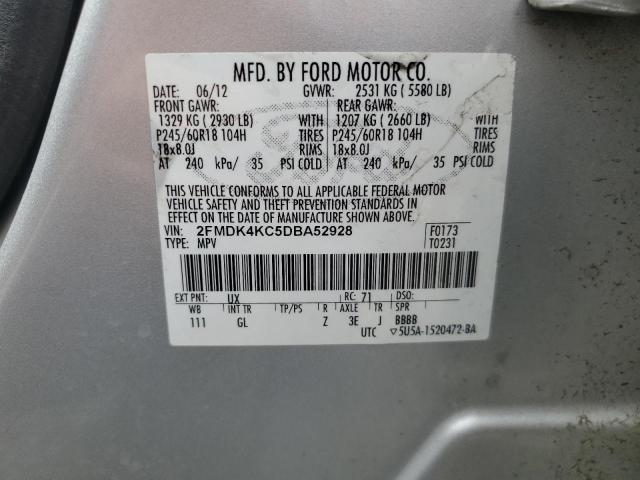 MFD. BY FORD MOTOR CO.
DATE: 06/12 GVWR: 2531 KG ( 5580 LB)
FRONT GAWR: REAR GAWR:
1329 KG ( 2930 LB) WITH 1207 KG ( 2660 LB) WITH
P245/60R18 104H TIRES P245/60R18 104H TIRES
18x8.0J RIMS 18x8.0J RIMS
AT 240 kPa/ 35 PSI COLD AT 240 kPa/ 35 PSI COLD
THIS VEHICLE CONFORMS TO ALL APPLICABLE FEDERAL MOTOR
VEHICLE SAFETY AND THEFT PREVENTION STANDARDS IN
EFFECT ON THE DATE OF MANUFACTURE SHOWN ABOVE.
VIN: 2FMDK4KC5DBA52928 F0173
TYPE: MPV T0231
EXT PNT: UX RC: 71 DSO:
WB INT TR TP/PS R AXLE TR SPR
111 GL Z 3E J BBBB
UTC ▽5U5A-1520472-BA